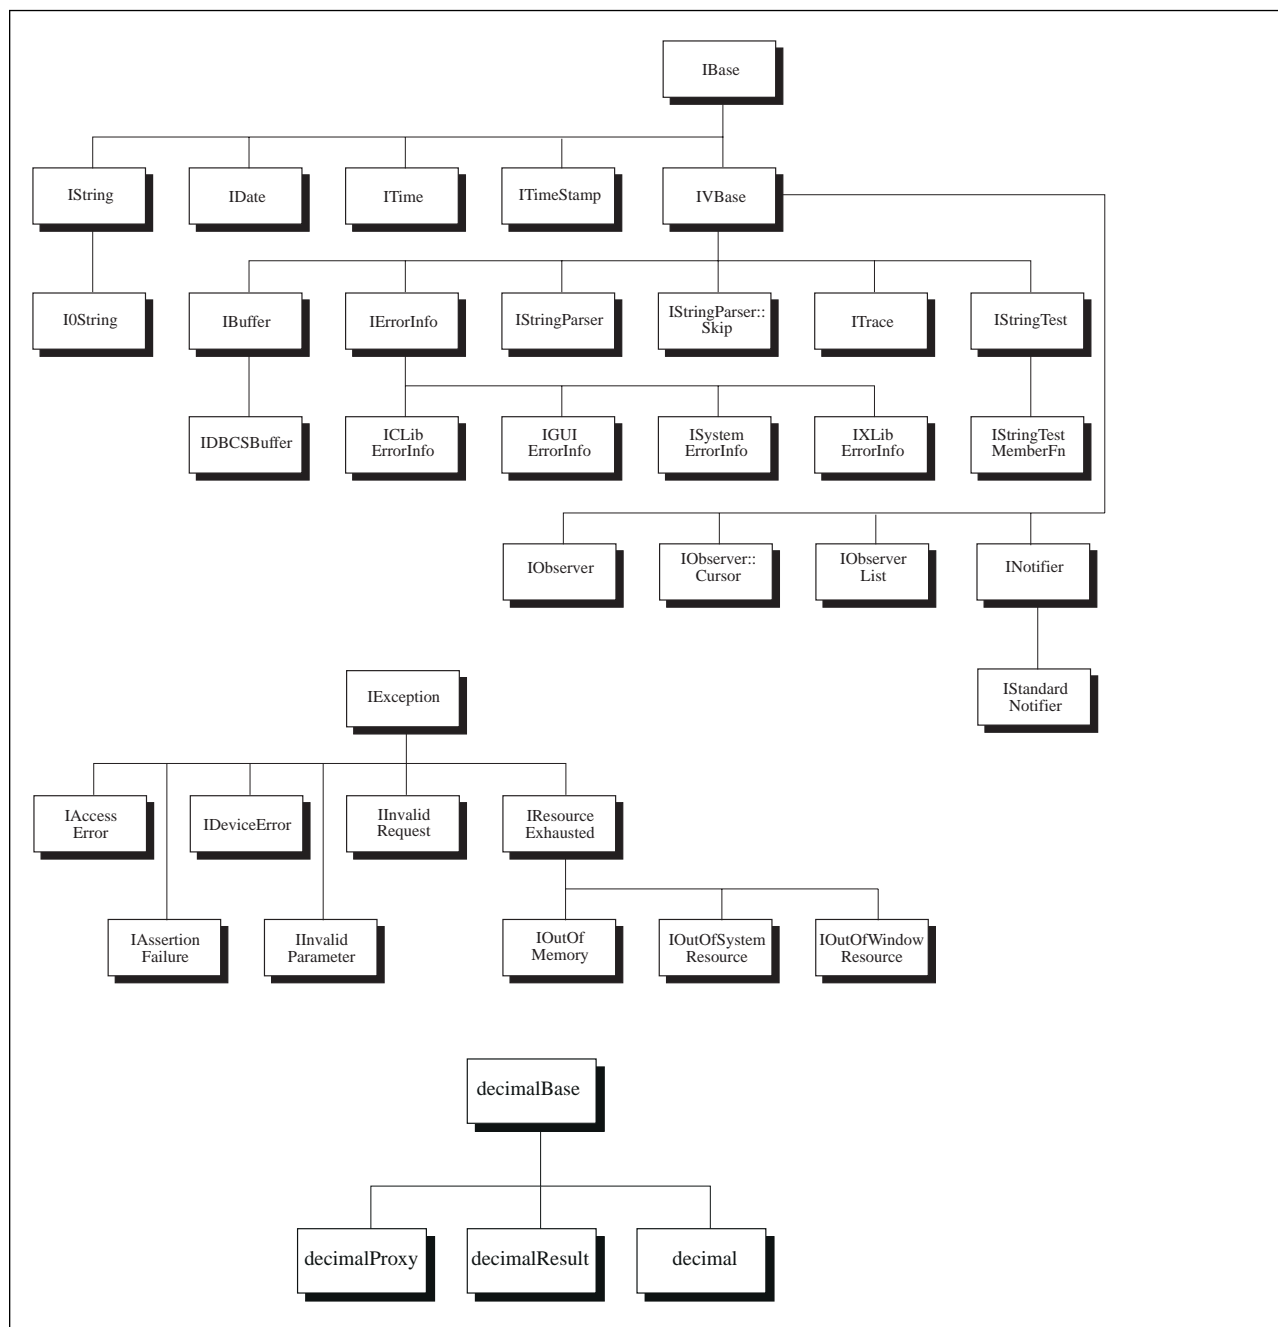 IBase
IString
IDate
ITime
ITimeStamp
IVBase
I0String
IBuffer
IErrorInfo
IStringParser
IStringParser::
Skip
ITrace
IStringTest
IDBCSBuffer
ICLib
ErrorInfo
IGUI
ErrorInfo
ISystem
ErrorInfo
IXLib
ErrorInfo
IStringTest
MemberFn
IObserver
IObserver::
Cursor
IObserver
List
INotifier
IStandard
Notifier
IException
IAccess
Error
IDeviceError
IInvalid
Request
IResource
Exhausted
IAssertion
Failure
IInvalid
Parameter
IOutOf
Memory
IOutOfSystem
Resource
IOutOfWindow
Resource
decimalBase
decimalProxy
decimalResult
decimal